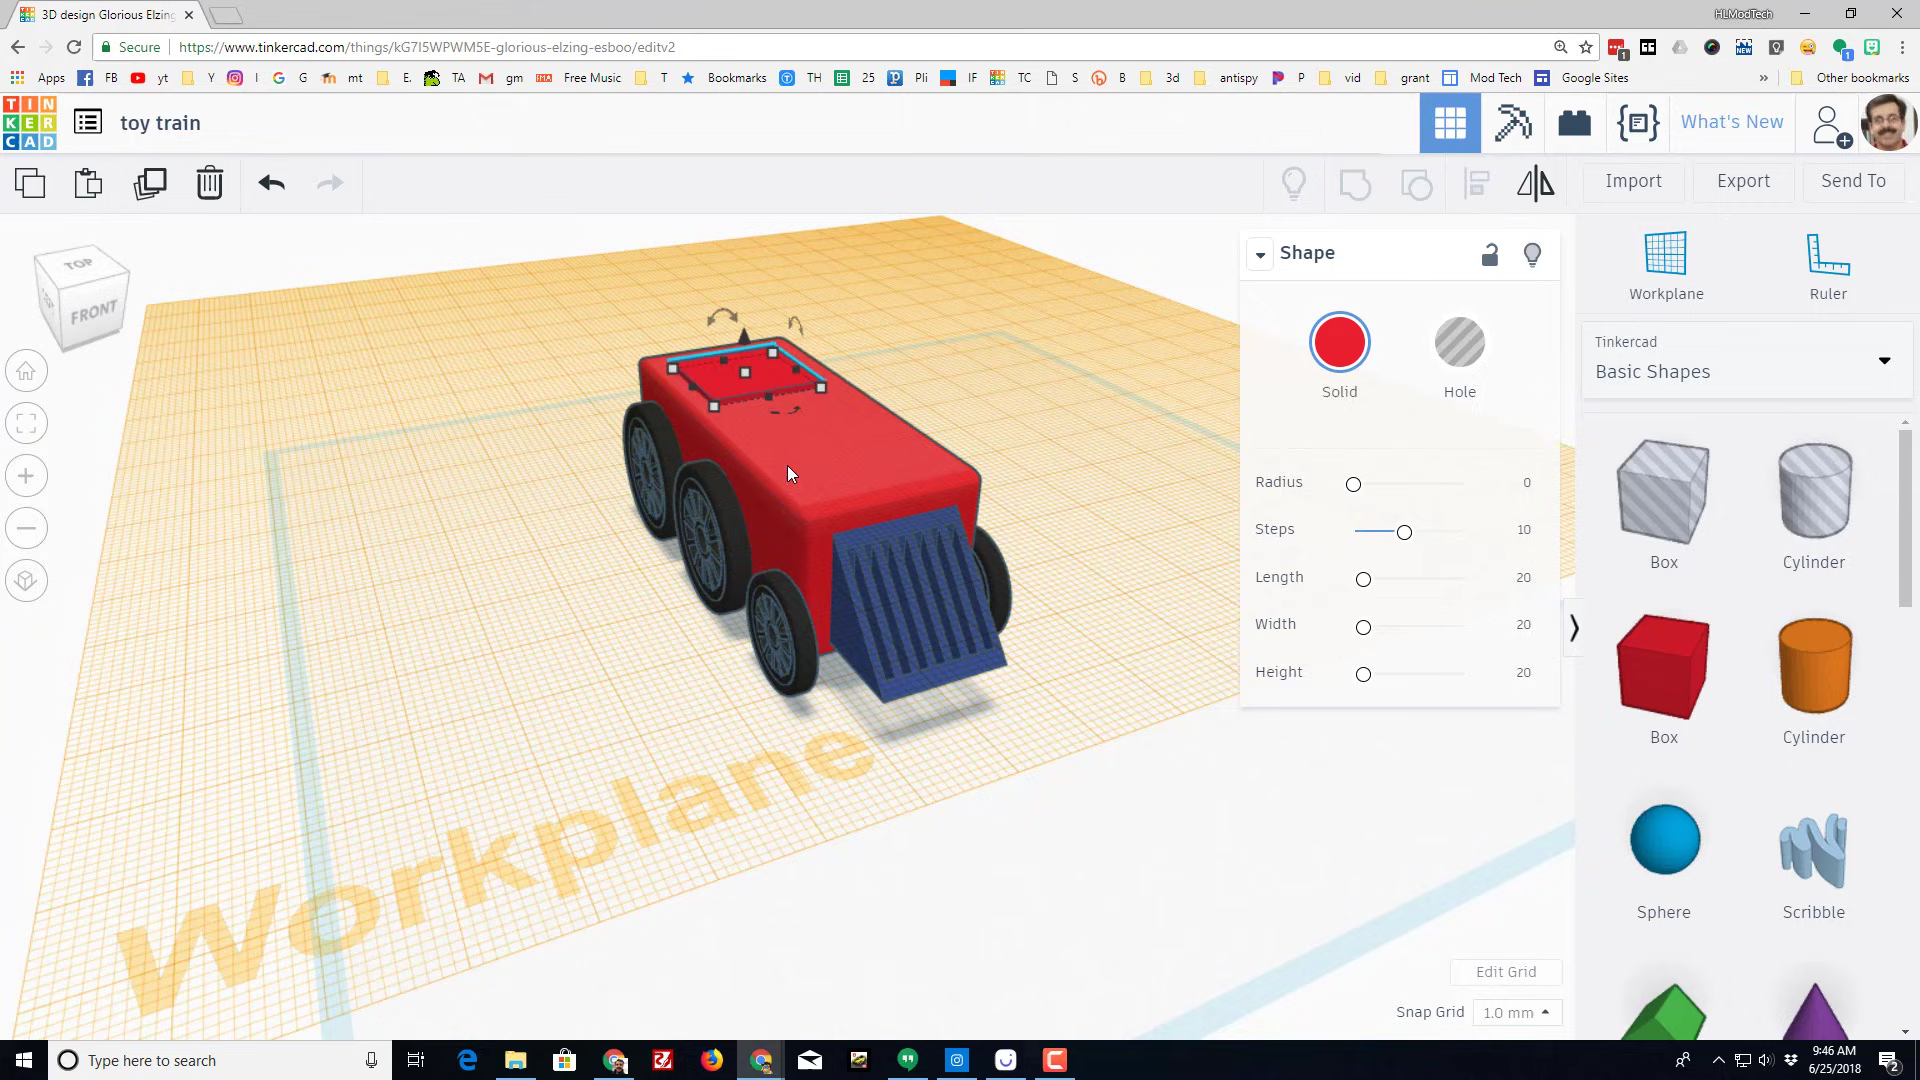 3D design Glorious Elzing
HLModTech
Secure https://www.tinkercad.com/things/kG7I5WPWM5E-glorious-elzing-esboo/editv2
Apps FB yt Y I G mt E. TA gm Free Music T Bookmarks TH 25 Pli IF TC S B 3d antispy P vid grant Mod Tech Google Sites » Other bookmarks
TIN
KER
CAD
toy train
What's New
Import Export Send To
TOP
FRONT
Workplane
Shape
Solid
Hole
Radius 0
Steps 10
Length 20
Width 20
Height 20
Workplane
Ruler
Tinkercad
Basic Shapes
Box
Cylinder
Box
Cylinder
Sphere
Scribble
Edit Grid
Snap Grid 1.0 mm
Type here to search
9:46 AM
6/25/2018
2